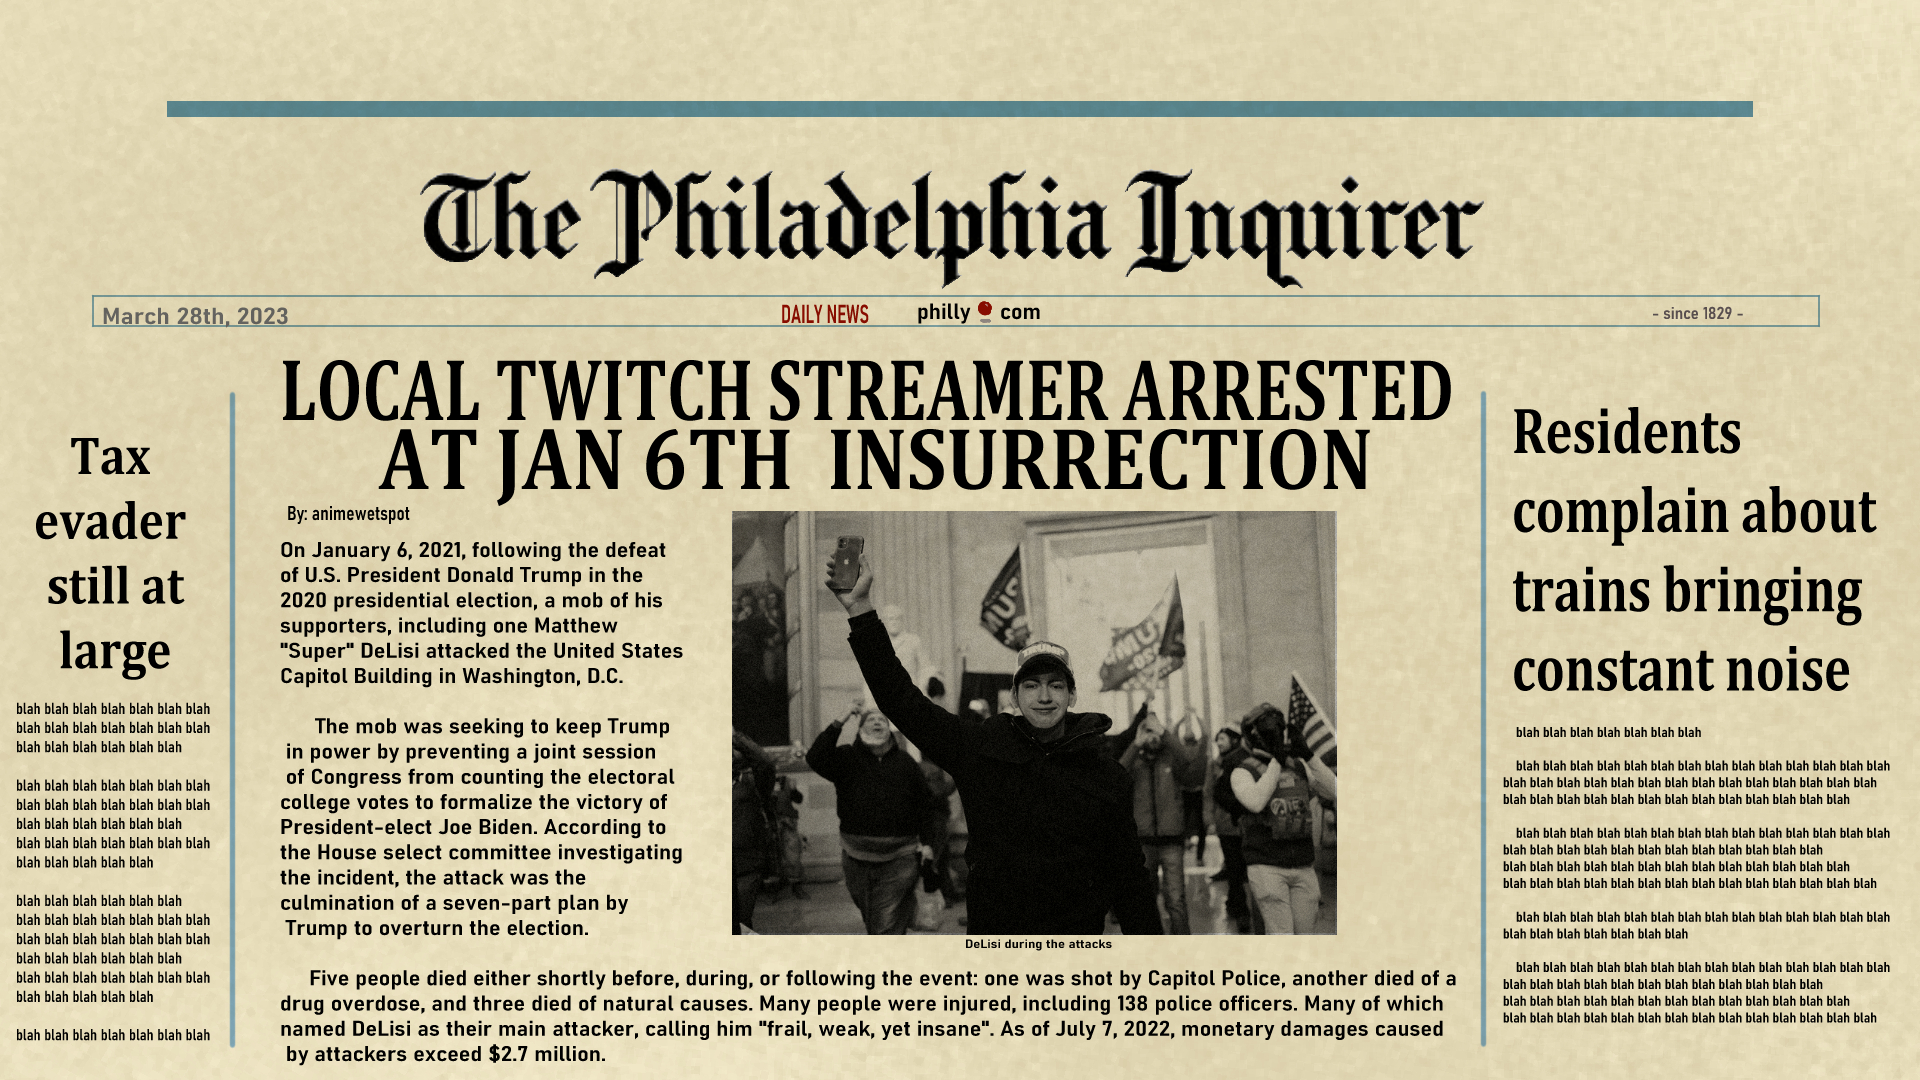 The Philadelphia Inquirer
March 28th, 2023
DAILY NEWS
philly com
- since 1829 -
Tax
evader
still at
large
blah blah blah blah blah blah blah
blah blah blah blah blah blah blah
blah blah blah blah blah blah
blah blah blah blah blah blah blah
blah blah blah blah blah blah blah
blah blah blah blah blah blah
blah blah blah blah blah blah blah
blah blah blah blah blah
blah blah blah blah blah blah
blah blah blah blah blah blah blah
blah blah blah blah blah blah blah
blah blah blah blah blah blah
blah blah blah blah blah blah blah
blah blah blah blah blah
blah blah blah blah blah blah blah
LOCAL TWITCH STREAMER ARRESTED
AT JAN 6TH INSURRECTION
By: animewetspot
On January 6, 2021, following the defeat
of U.S. President Donald Trump in the
2020 presidential election, a mob of his
supporters, including one Matthew
"Super" DeLisi attacked the United States
Capitol Building in Washington, D.C.
The mob was seeking to keep Trump
in power by preventing a joint session
of Congress from counting the electoral
college votes to formalize the victory of
President-elect Joe Biden. According to
the House select committee investigating
the incident, the attack was the
culmination of a seven-part plan by
Trump to overturn the election.
TRUMP
DeLisi during the attacks
Five people died either shortly before, during, or following the event: one was shot by Capitol Police, another died of a
drug overdose, and three died of natural causes. Many people were injured, including 138 police officers. Many of which
named DeLisi as their main attacker, calling him "frail, weak, yet insane". As of July 7, 2022, monetary damages caused
by attackers exceed $2.7 million.
Residents
complain about
trains bringing
constant noise
blah blah blah blah blah blah blah
blah blah blah blah blah blah blah blah blah blah blah blah blah blah
blah blah blah blah blah blah blah blah blah blah blah blah blah blah
blah blah blah blah blah blah blah blah blah blah blah blah blah
blah blah blah blah blah blah blah blah blah blah blah blah blah blah
blah blah blah blah blah blah blah blah blah blah blah blah
blah blah blah blah blah blah blah blah blah blah blah blah blah
blah blah blah blah blah blah blah blah blah blah blah blah blah blah
blah blah blah blah blah blah blah blah blah blah blah blah blah blah
blah blah blah blah blah blah blah
blah blah blah blah blah blah blah blah blah blah blah blah blah blah
blah blah blah blah blah blah blah blah blah blah blah blah
blah blah blah blah blah blah blah blah blah blah blah blah blah
blah blah blah blah blah blah blah blah blah blah blah blah blah blah